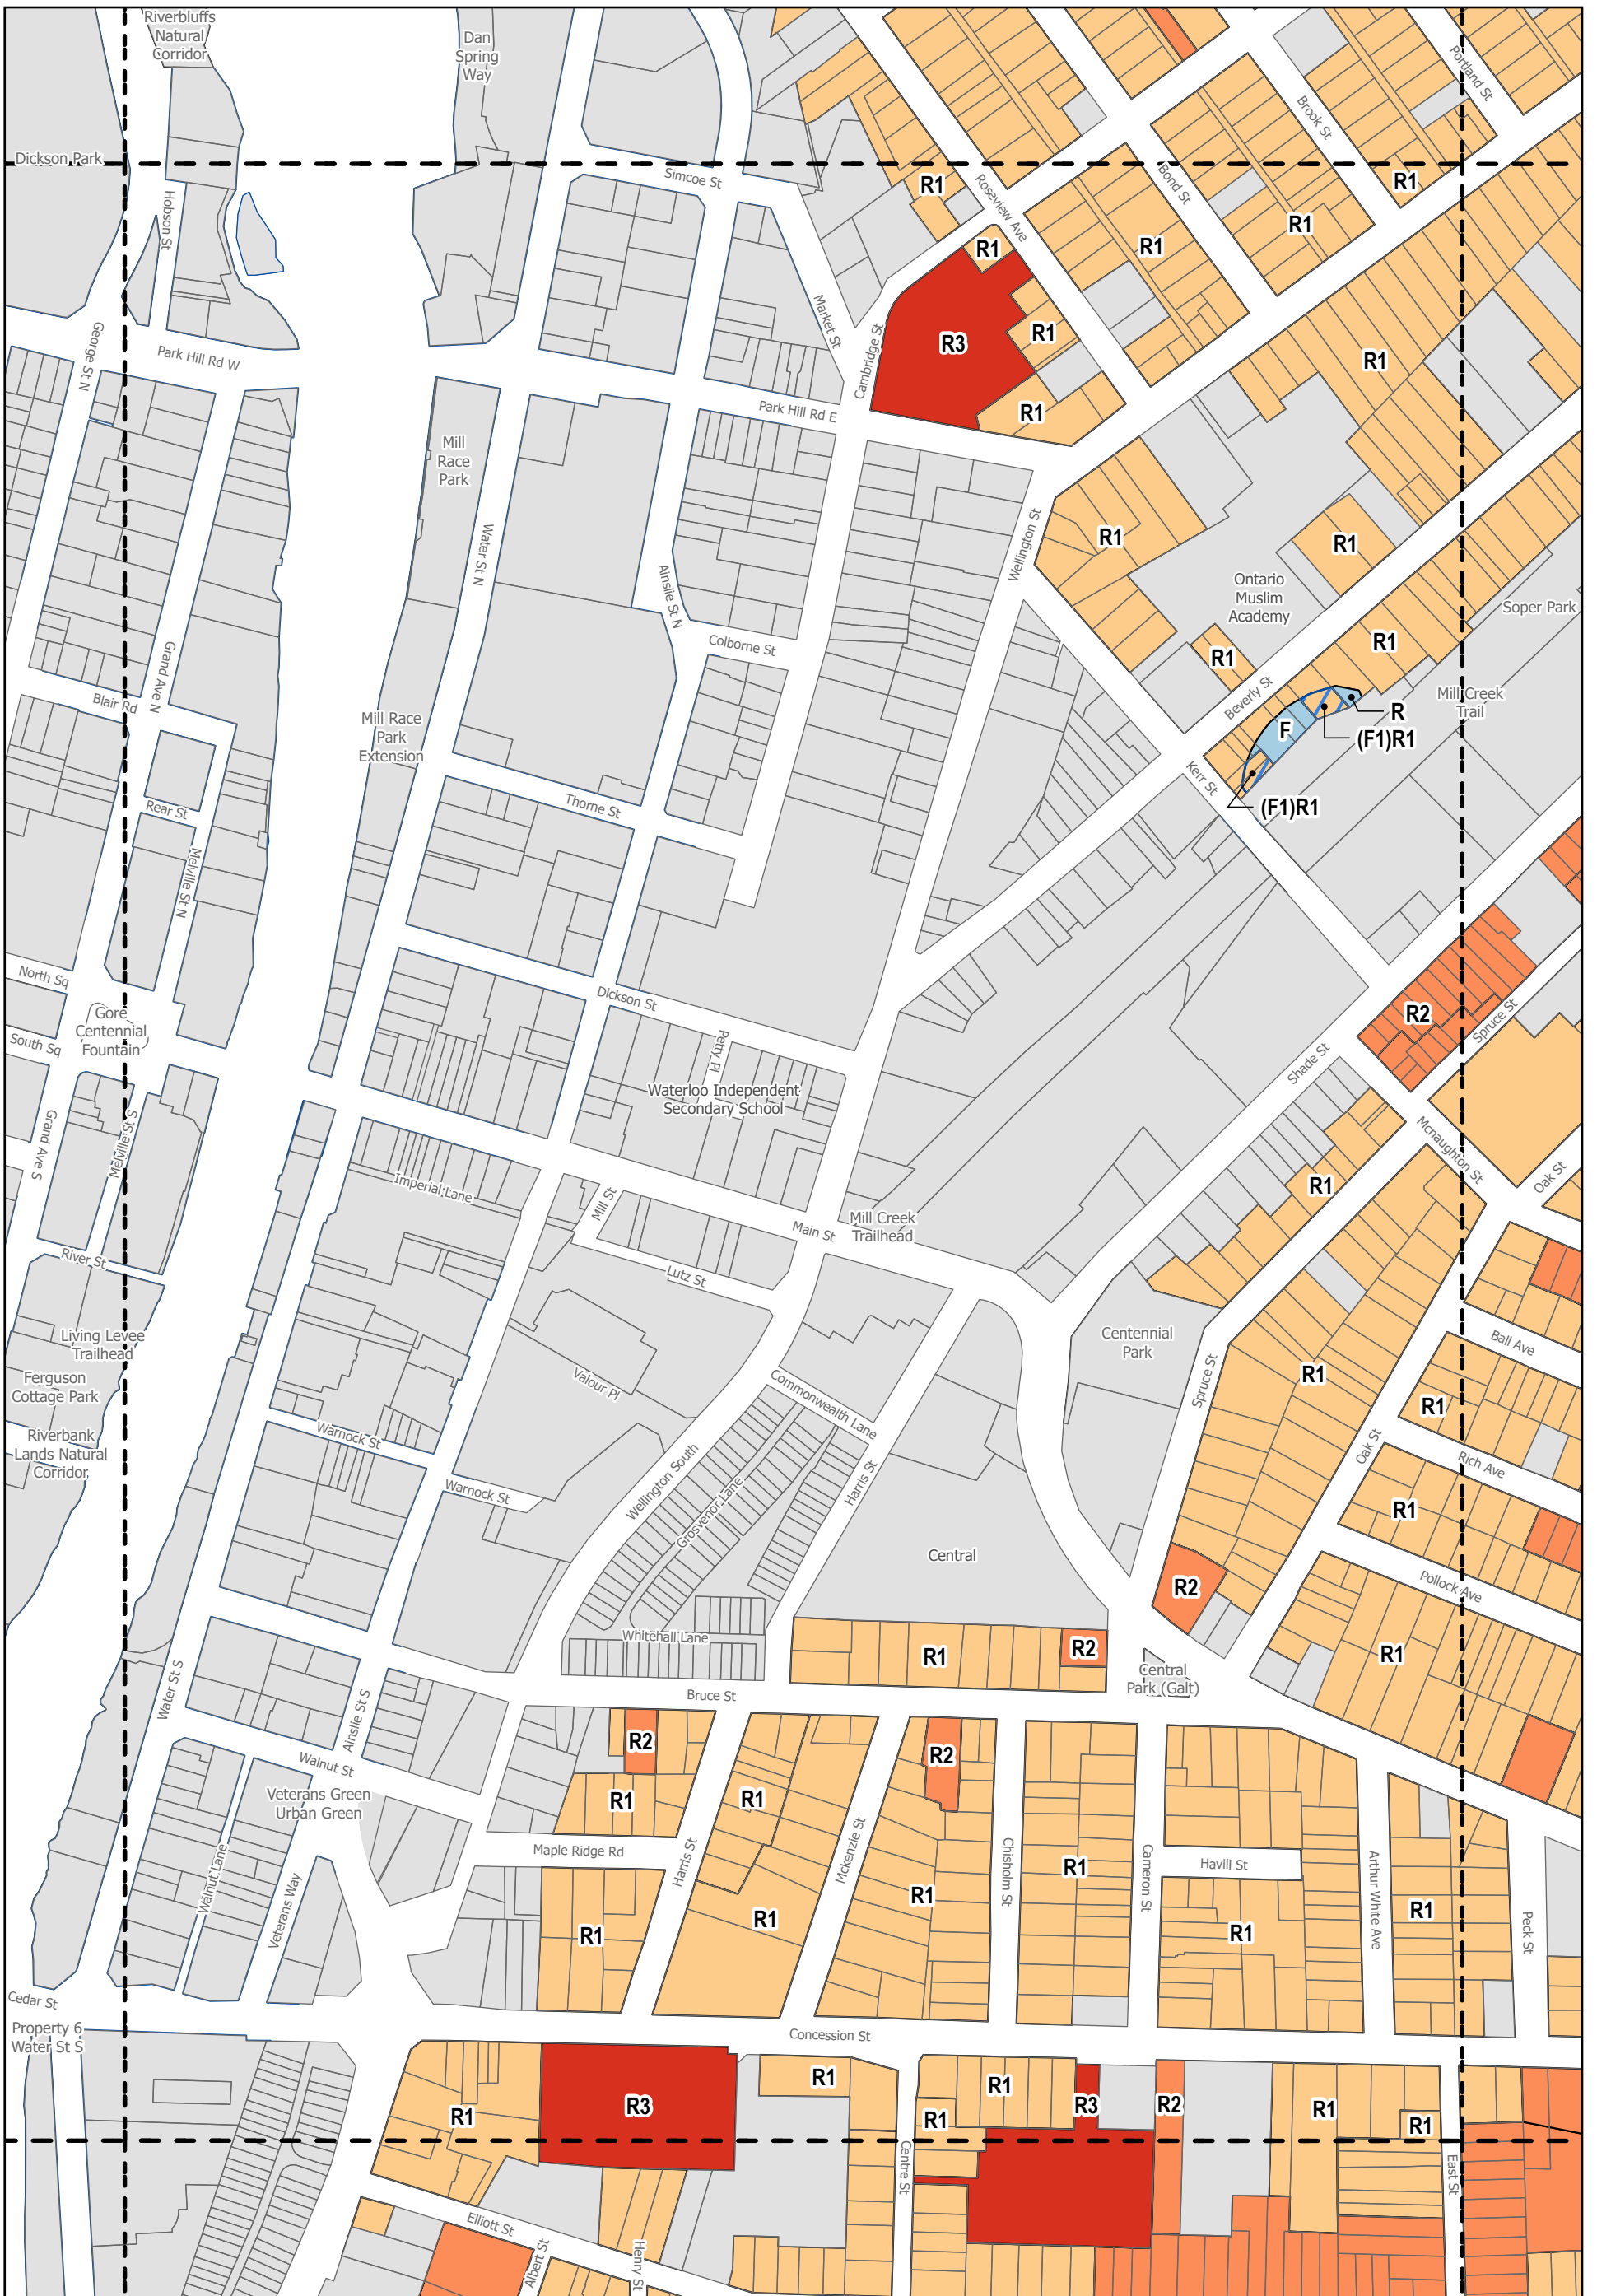 Riverbluffs
Natural
Corridor
Dan
Spring
Way
Portland St
Brook St
Dickson Park
Simcoe St
Bond St
R1
R1
Hobson St
Roseview Ave
R1
R1
R1
Market St
George St N
Park Hill Rd W
Cambridge St
R3
R1
R1
Park Hill Rd E
R1
Mill
Race
Park
Water St N
Wellington St
R1
R1
Ainslie St N
Ontario
Muslim
Academy
Soper Park
Colborne St
R1
R1
Grand Ave N
Blair Rd
Beverly St
Mill Creek
Trail
R
F
(F1)R1
Mill Race
Park
Extension
Kerr St
(F1)R1
Rear St
Thorne St
Melville St N
North Sq
Dickson St
Gore
Centennial
Fountain
South Sq
R2
Spruce St
Petty Pl
Shade St
Waterloo Independent
Secondary School
Grand Ave S
Melville St S
Mcnaughton St
Imperial Lane
R1
Oak St
Mill St
Main St
Mill Creek
Trailhead
River St
Lutz St
Living Levee
Trailhead
Centennial
Park
Ball Ave
Ferguson
Cottage Park
Valour Pl
Commonwealth Lane
Spruce St
R1
R1
Riverbank
Lands Natural
Corridor
Warnock St
Oak St
Rich Ave
Wellington South
Harris St
Warnock St
Grosvenor Lane
R1
Central
R2
Pollock Ave
Whitehall Lane
R1
R2
R1
Central
Park (Galt)
Water St S
Bruce St
Ainslie St S
R2
R2
Walnut St
Veterans Green
Urban Green
R1
R1
Maple Ridge Rd
Harris St
Mckenzie St
Chisholm St
R1
Cameron St
Havill St
Arthur White Ave
Walnut Lane
Veterans Way
R1
R1
R1
R1
R1
Peck St
Cedar St
Property 6
Water St S
Concession St
R1
R1
R3
R1
R1
R3
R2
R1
R1
Centre St
East St
Elliott St
Albert St
Henny St